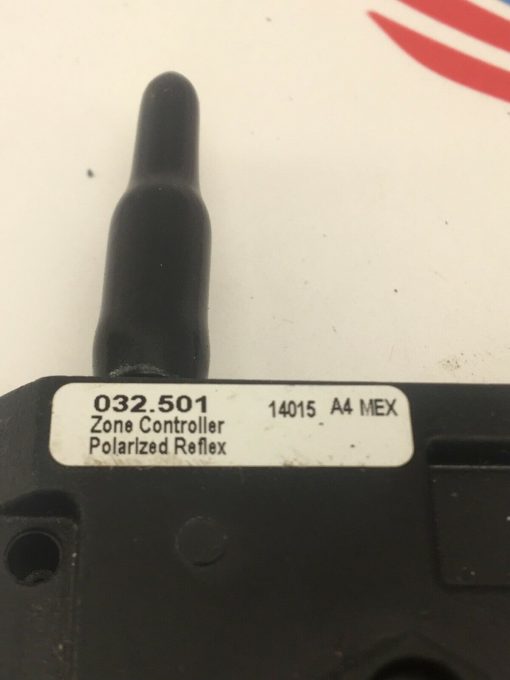 032.501 14015 A4 MEX
Zone Controller
Polarized Reflex